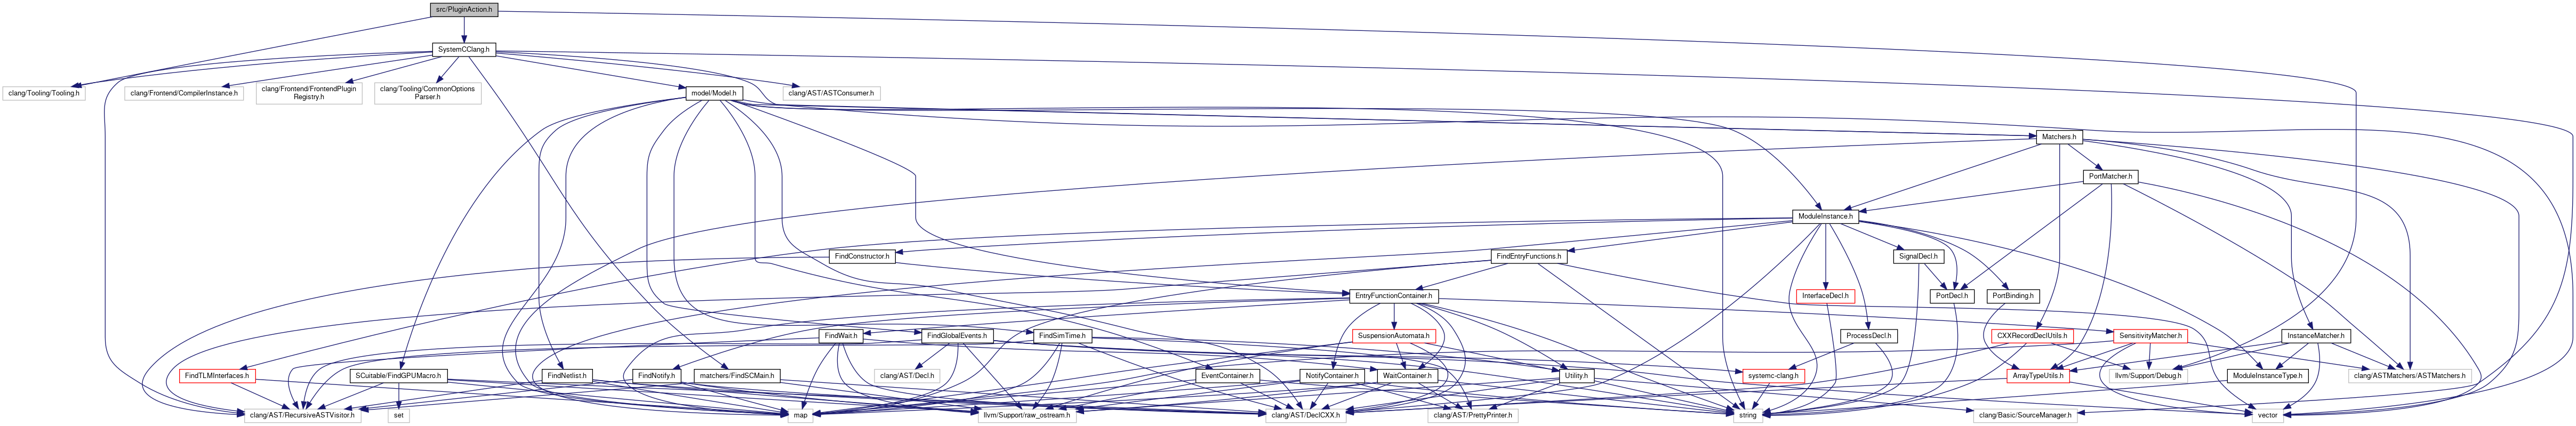 src/PluginAction.h
SystemCClang.h
clang/Tooling/Tooling.h
clang/Frontend/CompilerInstance.h
clang/Frontend/FrontendPlugin
Registry.h
clang/Tooling/CommonOptions
Parser.h
model/Model.h
clang/AST/ASTConsumer.h
Matchers.h
PortMatcher.h
ModuleInstance.h
FindConstructor.h
FindEntryFunctions.h
SignalDecl.h
EntryFunctionContainer.h
InterfaceDecl.h
PortDecl.h
PortBinding.h
FindWait.h
FindGlobalEvents.h
FindSimTime.h
SuspensionAutomata.h
ProcessDecl.h
CXXRecordDeclUtils.h
SensitivityMatcher.h
InstanceMatcher.h
FindTLMInterfaces.h
SCuitable/FindGPUMacro.h
FindNetlist.h
FindNotify.h
matchers/FindSCMain.h
clang/AST/Decl.h
EventContainer.h
NotifyContainer.h
WaitContainer.h
Utility.h
systemc-clang.h
ArrayTypeUtils.h
llvm/Support/Debug.h
ModuleInstanceType.h
clang/ASTMatchers/ASTMatchers.h
clang/AST/RecursiveASTVisitor.h
set
map
llvm/Support/raw_ostream.h
clang/AST/DeclCXX.h
clang/AST/PrettyPrinter.h
string
clang/Basic/SourceManager.h
vector